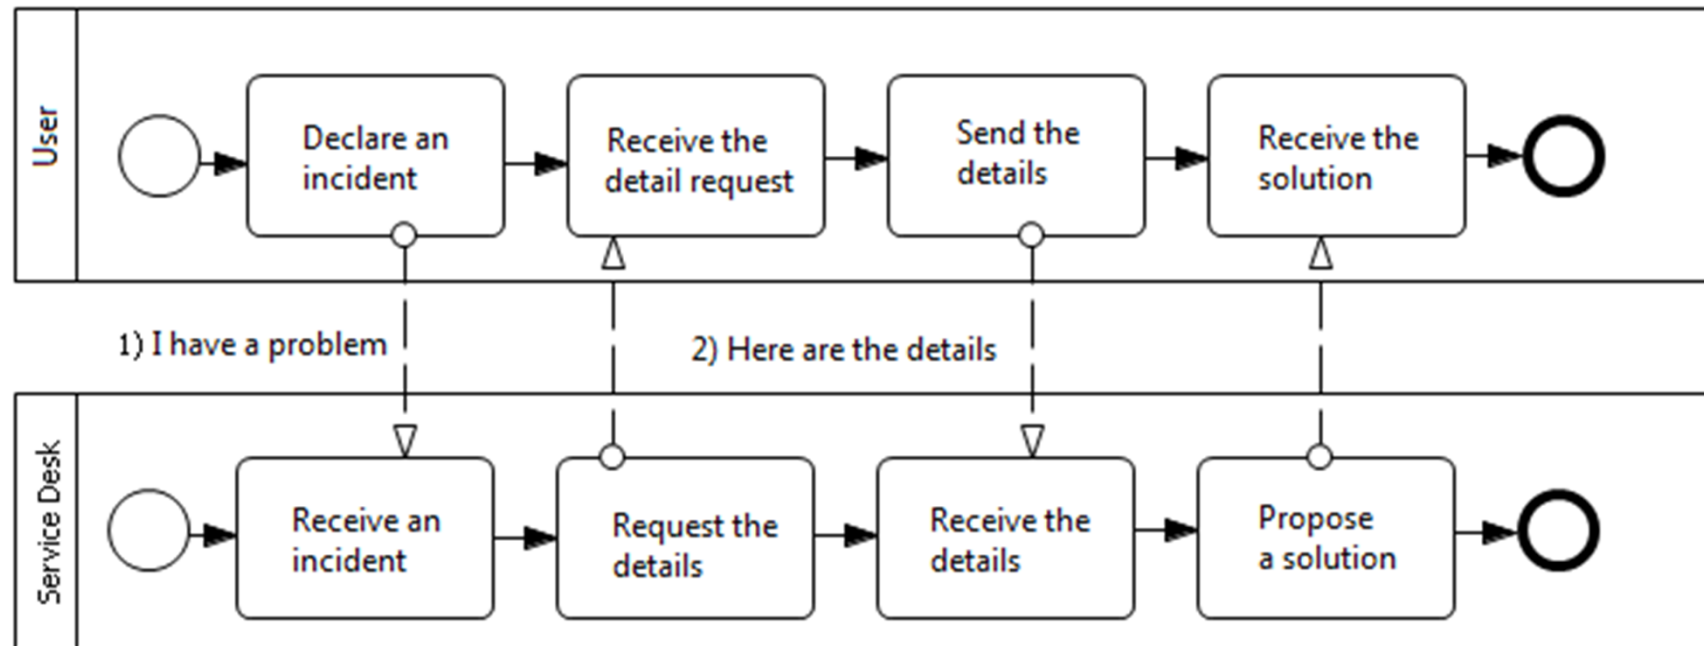 User
Declare an
incident
Receive the
detail request
Send the
details
Receive the
solution
1) I have a problem
2) Here are the details
Service Desk
Receive an
incident
Request the
details
Receive the
details
Propose
a solution